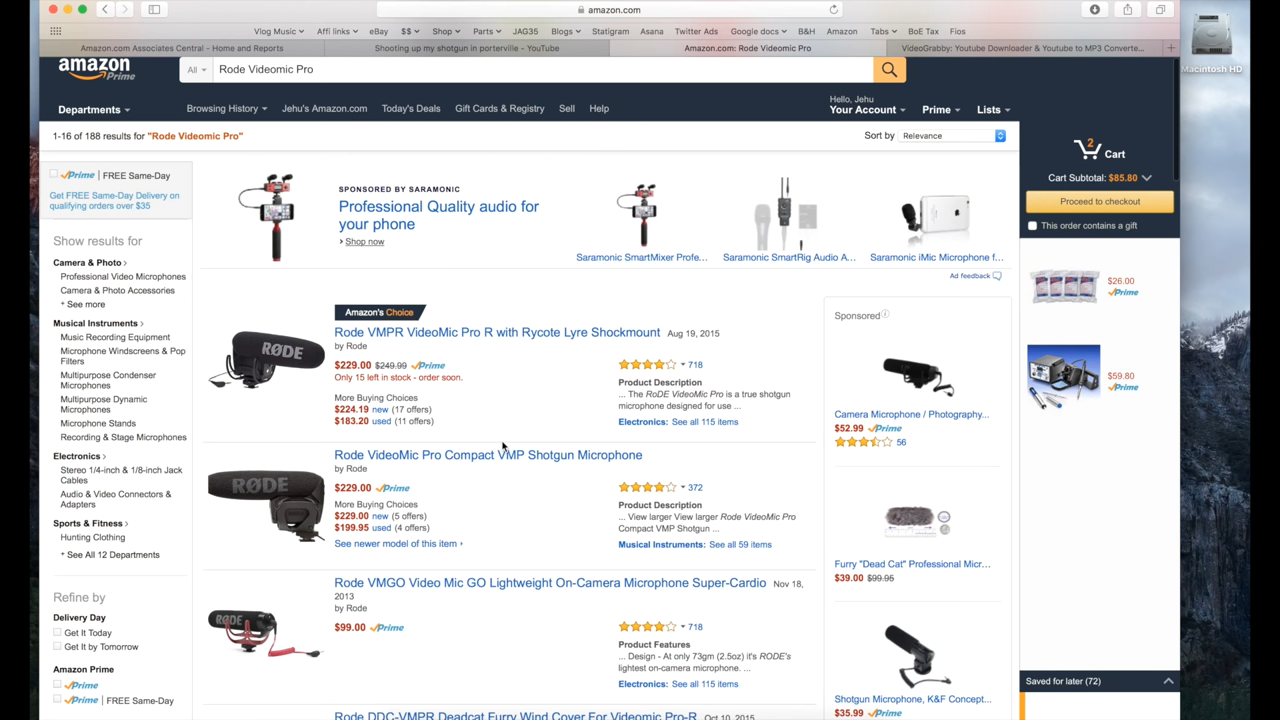 amazon.com
Vlog Music Affi links eBay $$ Shop Parts JAG35 Blogs Statigram Asana Twitter Ads Google docs B&H Amazon Tabs BoE Tax Fios
Amazon.com Associates Central - Home and Reports
Shooting up my shotgun in porterville - YouTube
Amazon.com: Rode Videomic Pro
VideoGrabby: Youtube Downloader & Youtube to MP3 Converte...
amazon
Prime
All
Rode Videomic Pro
Departments
Browsing History Jehu's Amazon.com Today's Deals Gift Cards & Registry Sell Help
Hello, Jehu
Your Account Prime Lists
2
Cart
Cart Subtotal: $85.80
Proceed to checkout
This order contains a gift
$26.00
Prime
$59.80
Prime
Saved for later (72)
1-16 of 188 results for "Rode Videomic Pro"
Sort by Relevance
Prime | FREE Same-Day
Get FREE Same-Day Delivery on
qualifying orders over $35
Show results for
Camera & Photo ›
Professional Video Microphones
Camera & Photo Accessories
+ See more
Musical Instruments ›
Music Recording Equipment
Microphone Windscreens & Pop
Filters
Multipurpose Condenser
Microphones
Multipurpose Dynamic
Microphones
Microphone Stands
Recording & Stage Microphones
Electronics ›
Stereo 1/4-inch & 1/8-inch Jack
Cables
Audio & Video Connectors &
Adapters
Sports & Fitness ›
Hunting Clothing
+ See All 12 Departments
Refine by
Delivery Day
Get It Today
Get It by Tomorrow
Amazon Prime
Prime
Prime | FREE Same-Day
SPONSORED BY SARAMONIC
Professional Quality audio for
your phone
› Shop now
Saramonic SmartMixer Profe...
Saramonic SmartRig Audio A...
Saramonic iMic Microphone f...
Ad feedback
Amazon's Choice
Rode VMPR VideoMic Pro R with Rycote Lyre Shockmount Aug 19, 2015
by Rode
RØDE
$229.00 $249.99 Prime
Only 15 left in stock - order soon.
More Buying Choices
$224.19 new (17 offers)
$183.20 used (11 offers)
718
Product Description
... The RoDE VideoMic Pro is a true shotgun
microphone designed for use ...
Electronics: See all 115 items
Rode VideoMic Pro Compact VMP Shotgun Microphone
by Rode
RØDE
$229.00 Prime
More Buying Choices
$229.00 new (5 offers)
$199.95 used (4 offers)
See newer model of this item ›
372
Product Description
... View larger View larger Rode VideoMic Pro
Compact VMP Shotgun ...
Musical Instruments: See all 59 items
Rode VMGO Video Mic GO Lightweight On-Camera Microphone Super-Cardio Nov 18,
2013
by Rode
RØDE
$99.00 Prime
718
Product Features
... Design - At only 73gm (2.5oz) it's RODE's
lightest on-camera microphone. ...
Electronics: See all 115 items
Rode DDC-VMPR Deadcat Furry Wind Cover For Videomic Pro-R Oct 10, 2015
Sponsored
Camera Microphone / Photography...
$52.99 Prime
56
Furry "Dead Cat" Professional Micr...
$39.00 $99.95
Shotgun Microphone, K&F Concept...
$35.99 Prime
Macintosh HD